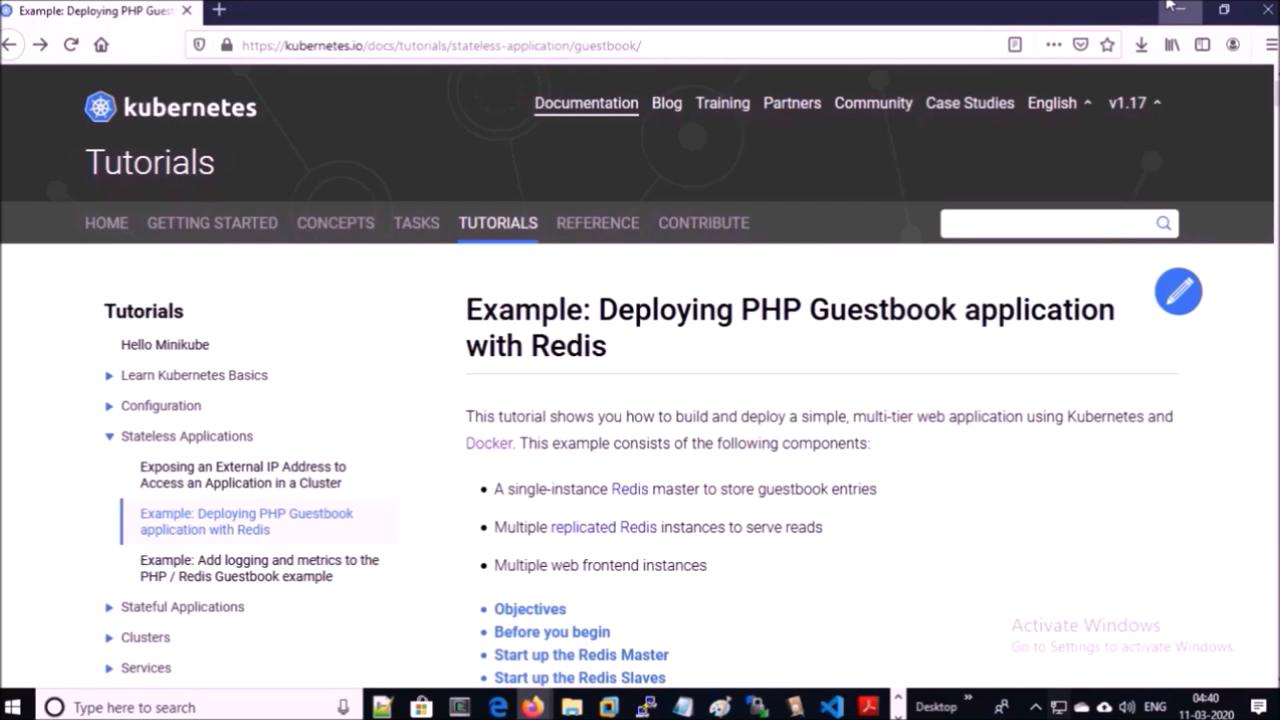 Example: Deploying PHP Gues
https://kubernetes.io/docs/tutorials/stateless-application/guestbook/
kubernetes
Documentation Blog Training Partners Community Case Studies English v1.17
Tutorials
HOME GETTING STARTED CONCEPTS TASKS TUTORIALS REFERENCE CONTRIBUTE
Tutorials
Hello Minikube
Learn Kubernetes Basics
Configuration
Stateless Applications
Exposing an External IP Address to
Access an Application in a Cluster
Example: Deploying PHP Guestbook
application with Redis
Example: Add logging and metrics to the
PHP / Redis Guestbook example
Stateful Applications
Clusters
Services
Example: Deploying PHP Guestbook application
with Redis
This tutorial shows you how to build and deploy a simple, multi-tier web application using Kubernetes and
Docker. This example consists of the following components:
• A single-instance Redis master to store guestbook entries
• Multiple replicated Redis instances to serve reads
• Multiple web frontend instances
• Objectives
• Before you begin
• Start up the Redis Master
• Start up the Redis Slaves
Activate Windows
Go to Settings to activate Windows.
Type here to search
Desktop
ENG
04:40
11-03-2020